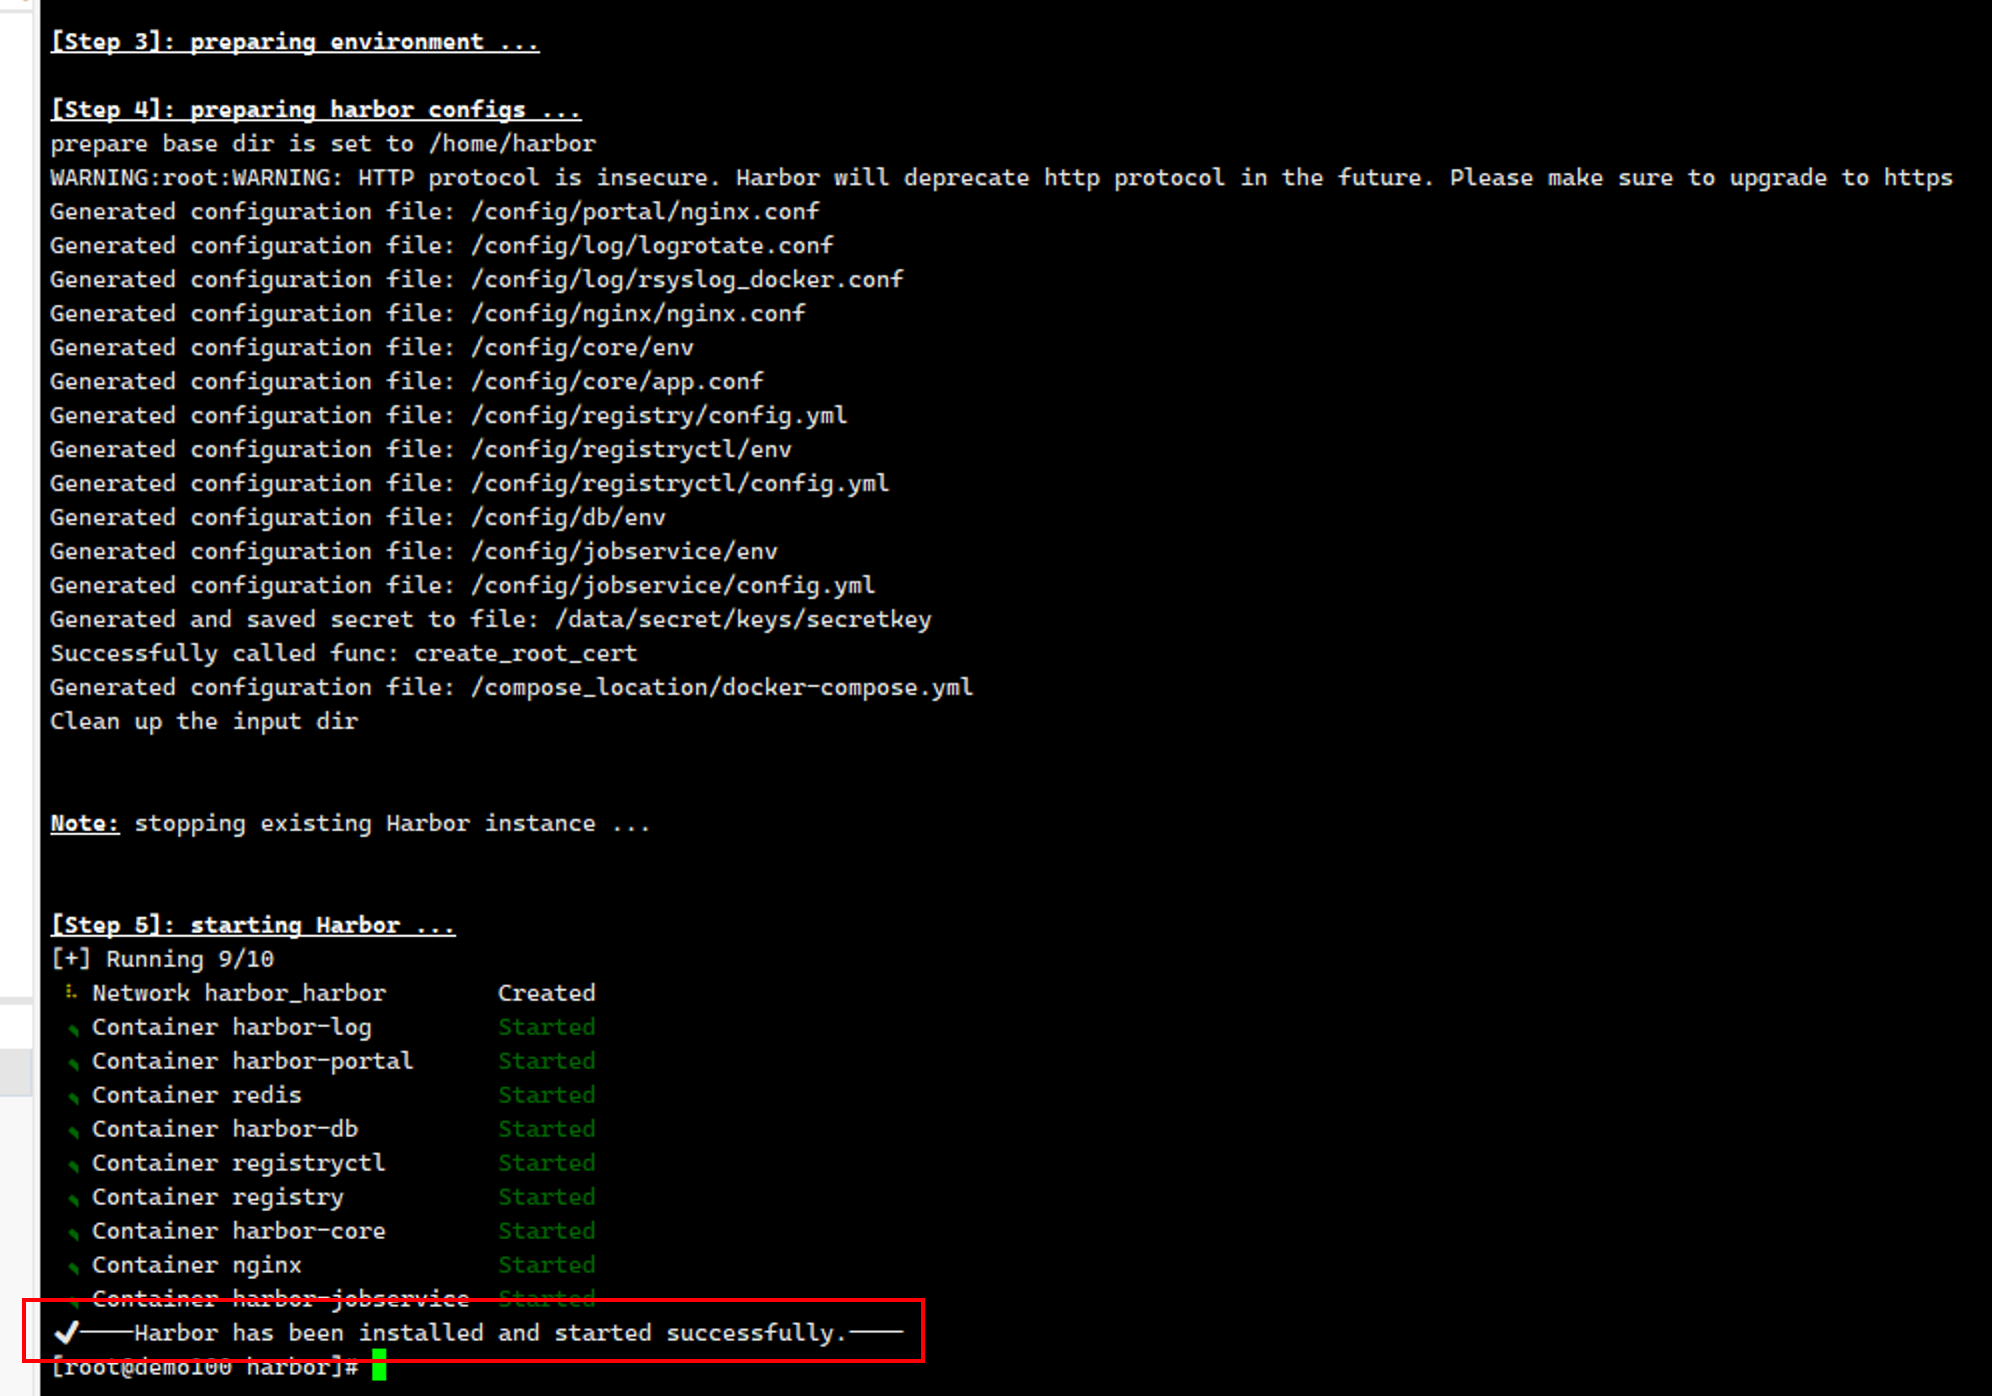 [Step 3]: preparing environment ...
[Step 4]: preparing harbor configs ...
prepare base dir is set to /home/harbor
WARNING:root:WARNING: HTTP protocol is insecure. Harbor will deprecate http protocol in the future. Please make sure to upgrade to https
Generated configuration file: /config/portal/nginx.conf
Generated configuration file: /config/log/logrotate.conf
Generated configuration file: /config/log/rsyslog_docker.conf
Generated configuration file: /config/nginx/nginx.conf
Generated configuration file: /config/core/env
Generated configuration file: /config/core/app.conf
Generated configuration file: /config/registry/config.yml
Generated configuration file: /config/registryctl/env
Generated configuration file: /config/registryctl/config.yml
Generated configuration file: /config/db/env
Generated configuration file: /config/jobservice/env
Generated configuration file: /config/jobservice/config.yml
Generated and saved secret to file: /data/secret/keys/secretkey
Successfully called func: create_root_cert
Generated configuration file: /compose_location/docker-compose.yml
Clean up the input dir
Note: stopping existing Harbor instance ...
[Step 5]: starting Harbor ...
[+] Running 9/10
⠧ Network harbor_harbor Created
✔ Container harbor-log Started
✔ Container harbor-portal Started
✔ Container redis Started
✔ Container harbor-db Started
✔ Container registryctl Started
✔ Container registry Started
✔ Container harbor-core Started
✔ Container nginx Started
✔ Container harbor-jobservice Started
✔ ----Harbor has been installed and started successfully.----
[root@demo100 harbor]#